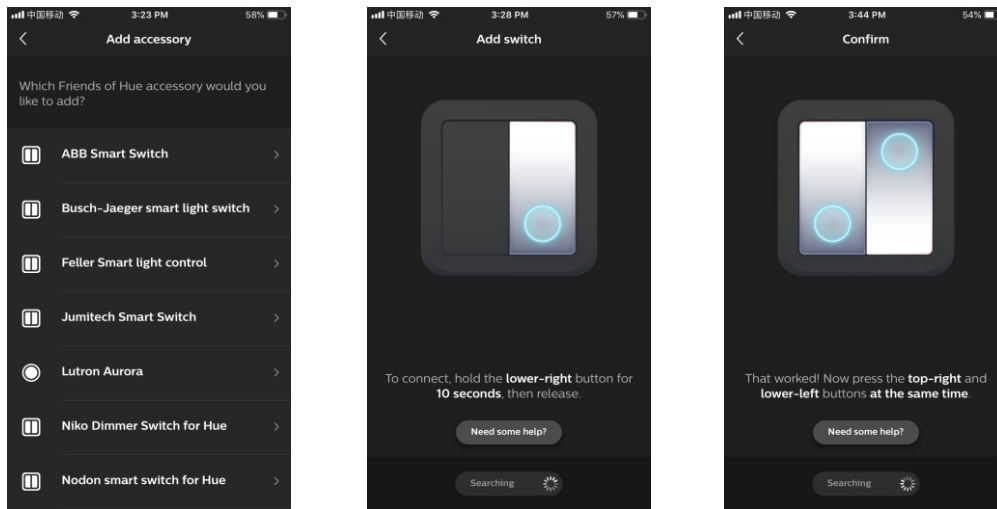 中国移动 3:23 PM 58%
Add accessory
Which Friends of Hue accessory would you
like to add?
ABB Smart Switch
Busch-Jaeger smart light switch
Feller Smart light control
Jumitech Smart Switch
Lutron Aurora
Niko Dimmer Switch for Hue
Nodon smart switch for Hue
中国移动 3:28 PM 57%
Add switch
To connect, hold the lower-right button for
10 seconds, then release.
Need some help?
Searching
中国移动 3:44 PM 54%
Confirm
That worked! Now press the top-right and
lower-left buttons at the same time.
Need some help?
Searching